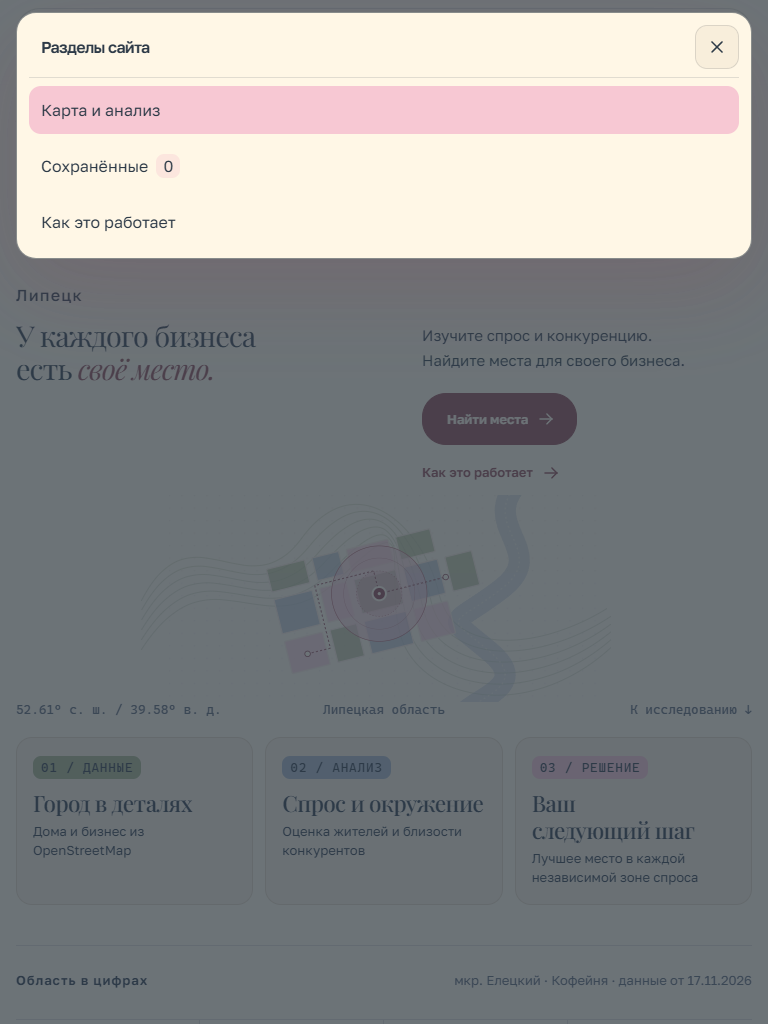 Разделы сайта
Карта и анализ
Сохранённые 0
Как это работает
Липецк
У каждого бизнеса
есть своё место.
Изучите спрос и конкуренцию.
Найдите места для своего бизнеса.
Найти места →
Как это работает →
52.61° с. ш. / 39.58° в. д.
Липецкая область
К исследованию ↓
01 / ДАННЫЕ
Город в деталях
Дома и бизнес из
OpenStreetMap
02 / АНАЛИЗ
Спрос и окружение
Оценка жителей и близости
конкурентов
03 / РЕШЕНИЕ
Ваш
следующий шаг
Лучшее место в каждой
независимой зоне спроса
Область в цифрах
мкр. Елецкий · Кофейня · данные от 17.11.2026